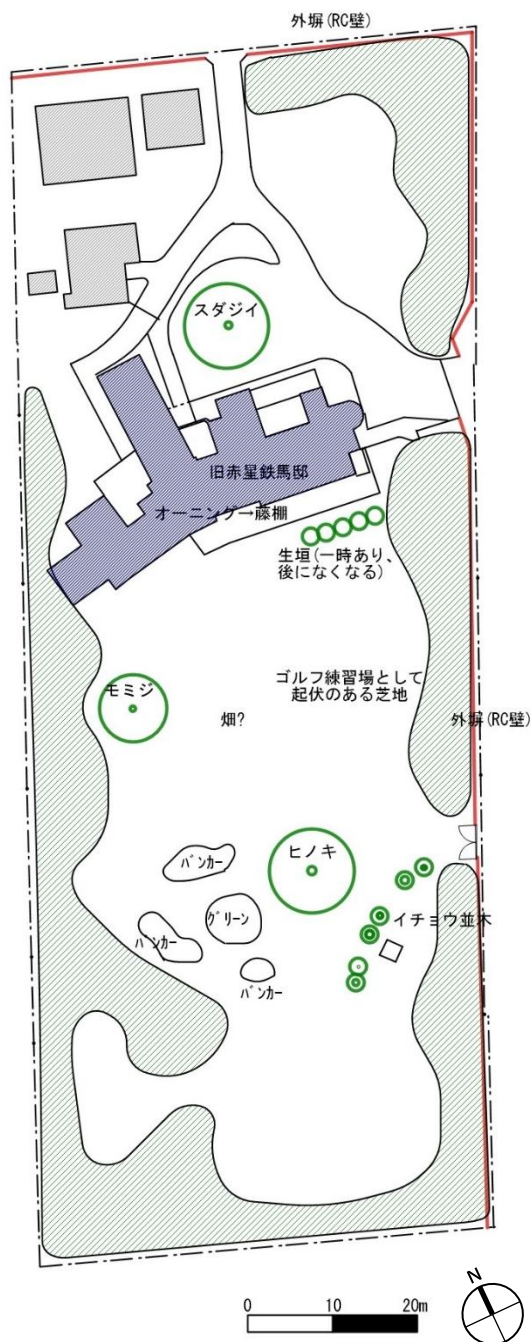 外塀(RC壁)
スダジイ
旧赤星鉄馬邸
オーニング→藤棚
生垣(一時あり、
後になくなる)
モミジ
ゴルフ練習場として
起伏のある芝地
畑?
外塀(RC壁)
バンカー
ヒノキ
グリーン
イチョウ並木
バンカー
バンカー
N
0 10 20m